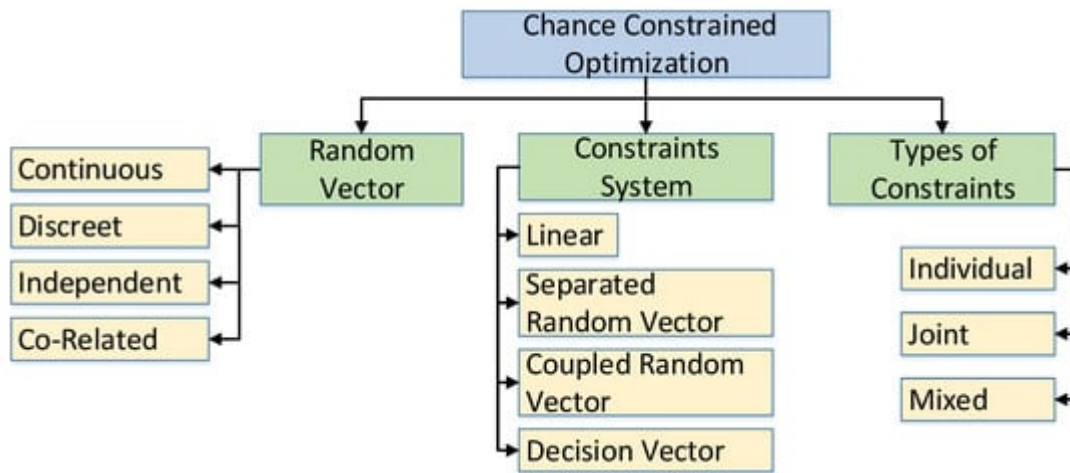 Chance Constrained
Optimization
Random
Vector
Continuous
Discreet
Independent
Co-Related
Constraints
System
Linear
Separated
Random Vector
Coupled Random
Vector
Decision Vector
Types of
Constraints
Individual
Joint
Mixed